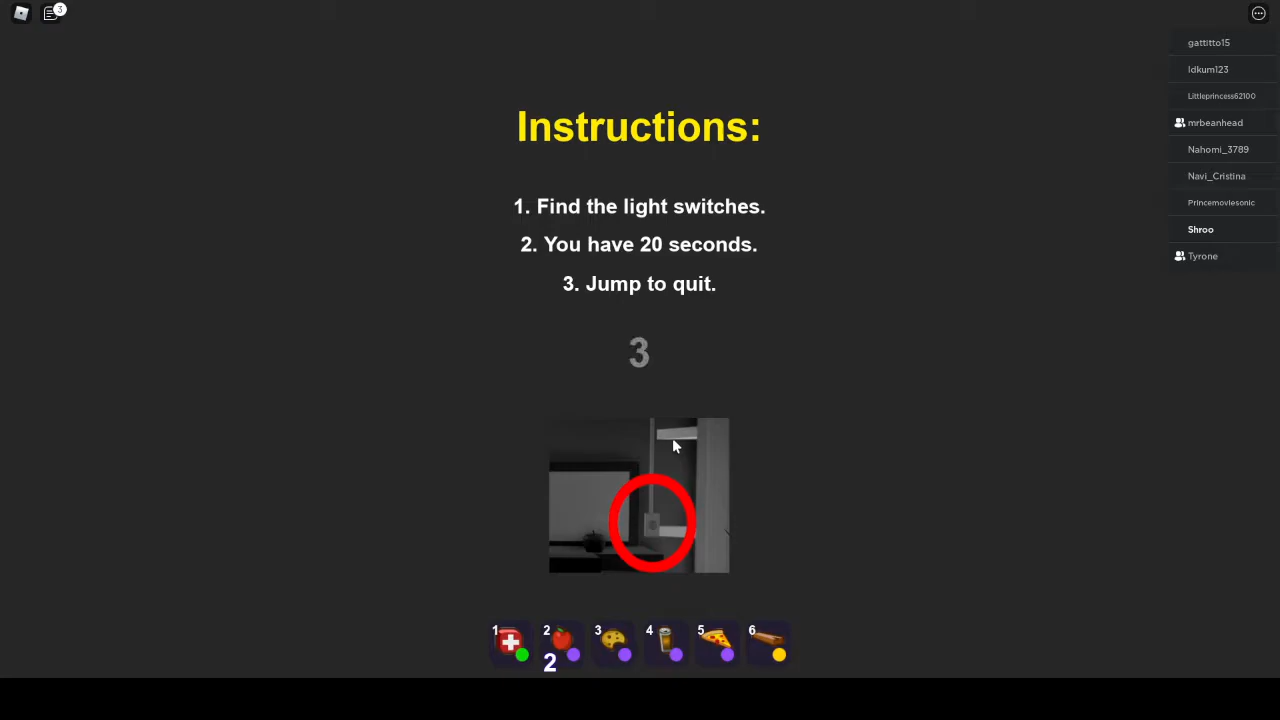 3
gattitto15
Idkum123
Littleprincess62100
mrbeanhead
Nahomi_3789
Navi_Cristina
Princemoviesonic
Shroo
Tyrone
Instructions:
1. Find the light switches.
2. You have 20 seconds.
3. Jump to quit.
3
1 2 3 4 5 6
2